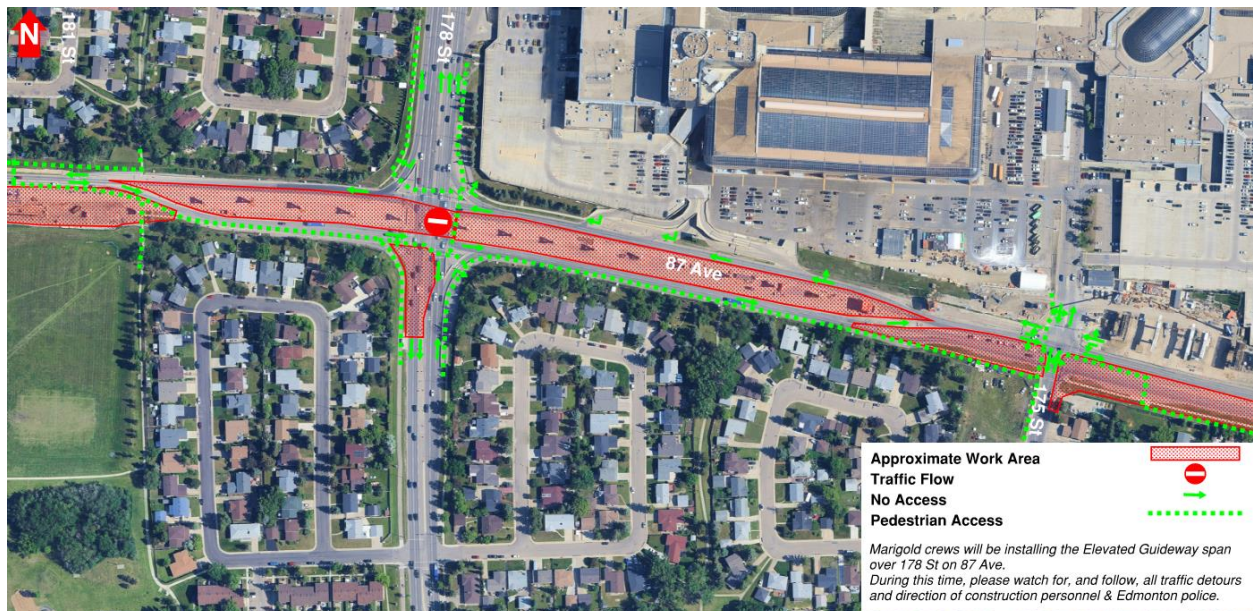 N
181 St
178 St
87 Ave
175 St
Approximate Work Area
Traffic Flow
No Access
Pedestrian Access
Marigold crews will be installing the Elevated Guideway span
over 178 St on 87 Ave.
During this time, please watch for, and follow, all traffic detours
and direction of construction personnel & Edmonton police.